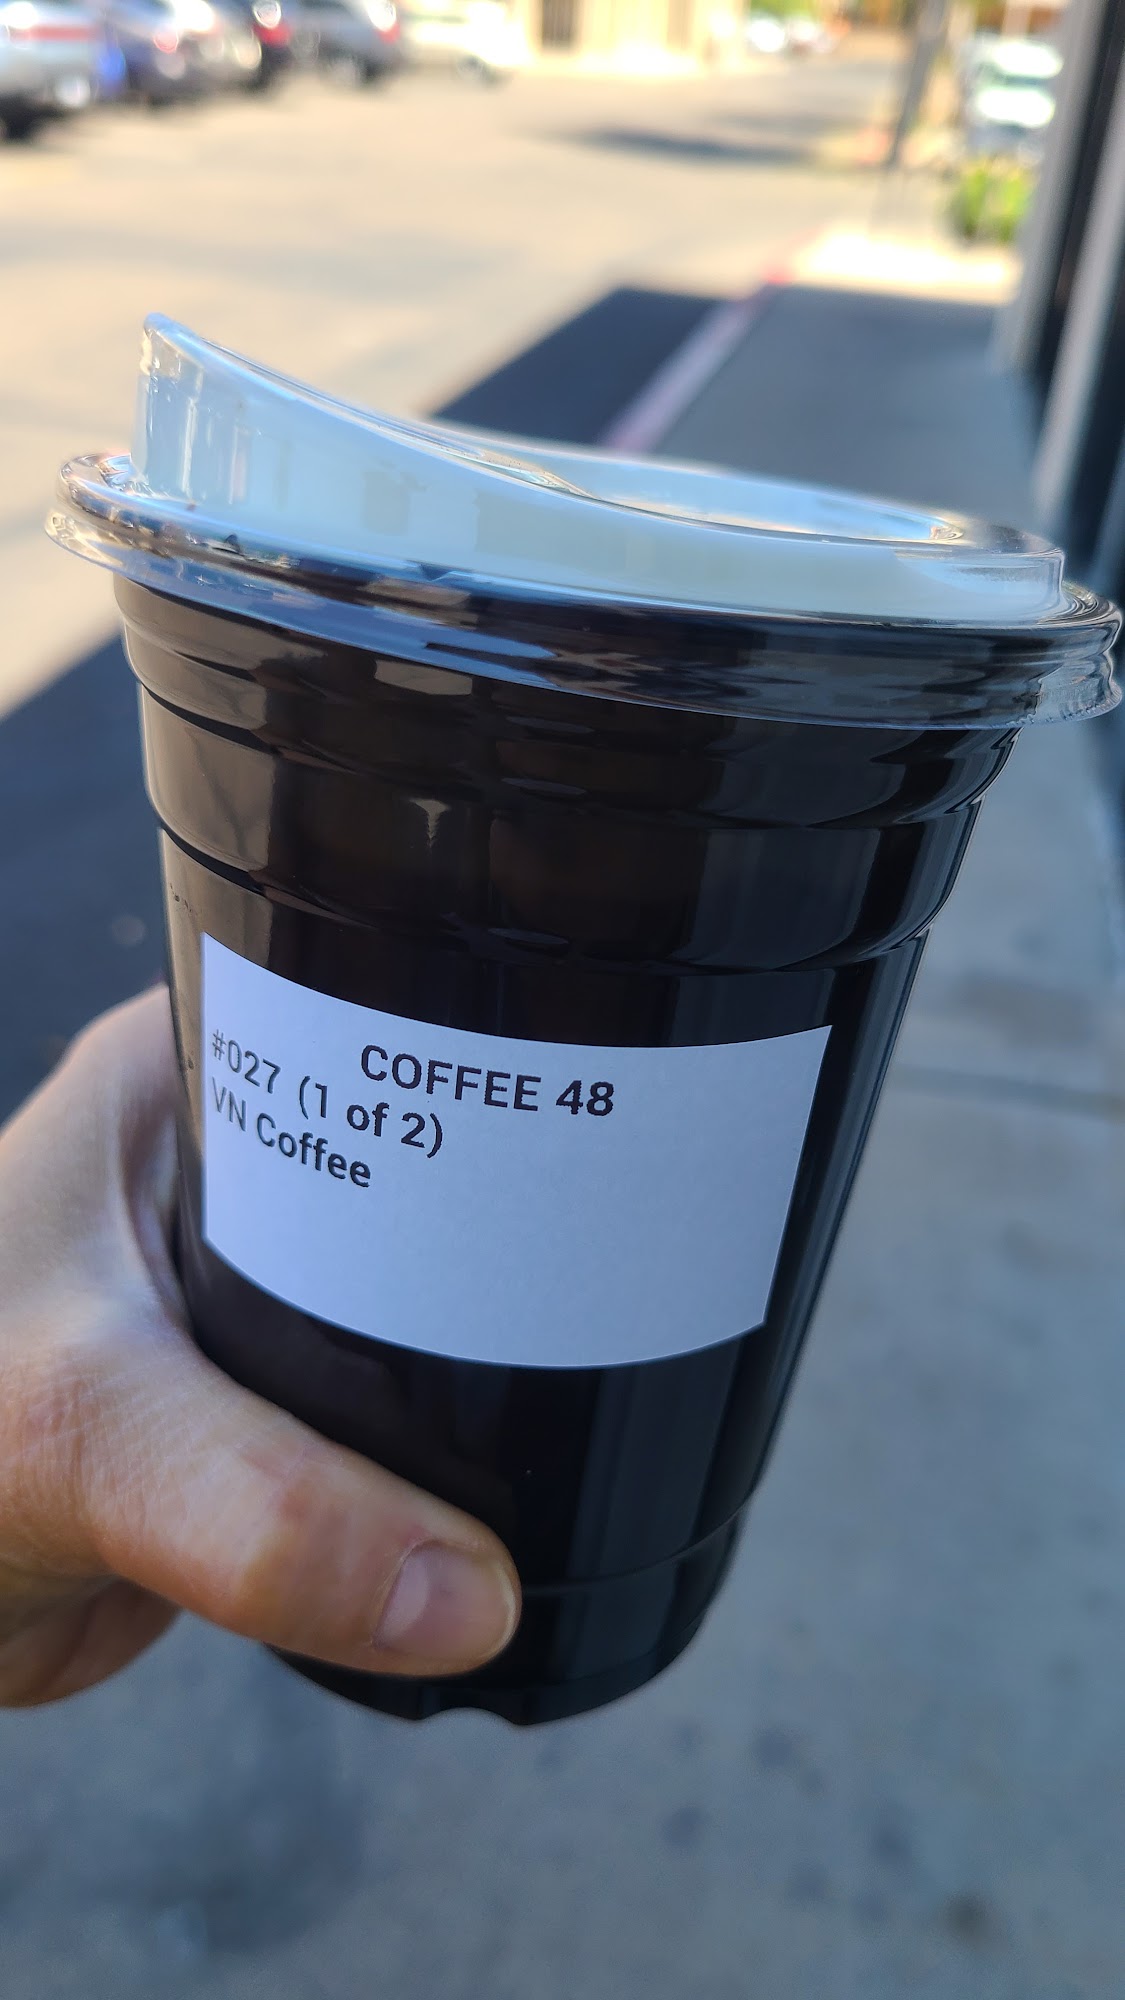 COFFEE 48
#027 (1 of 2)
VN Coffee